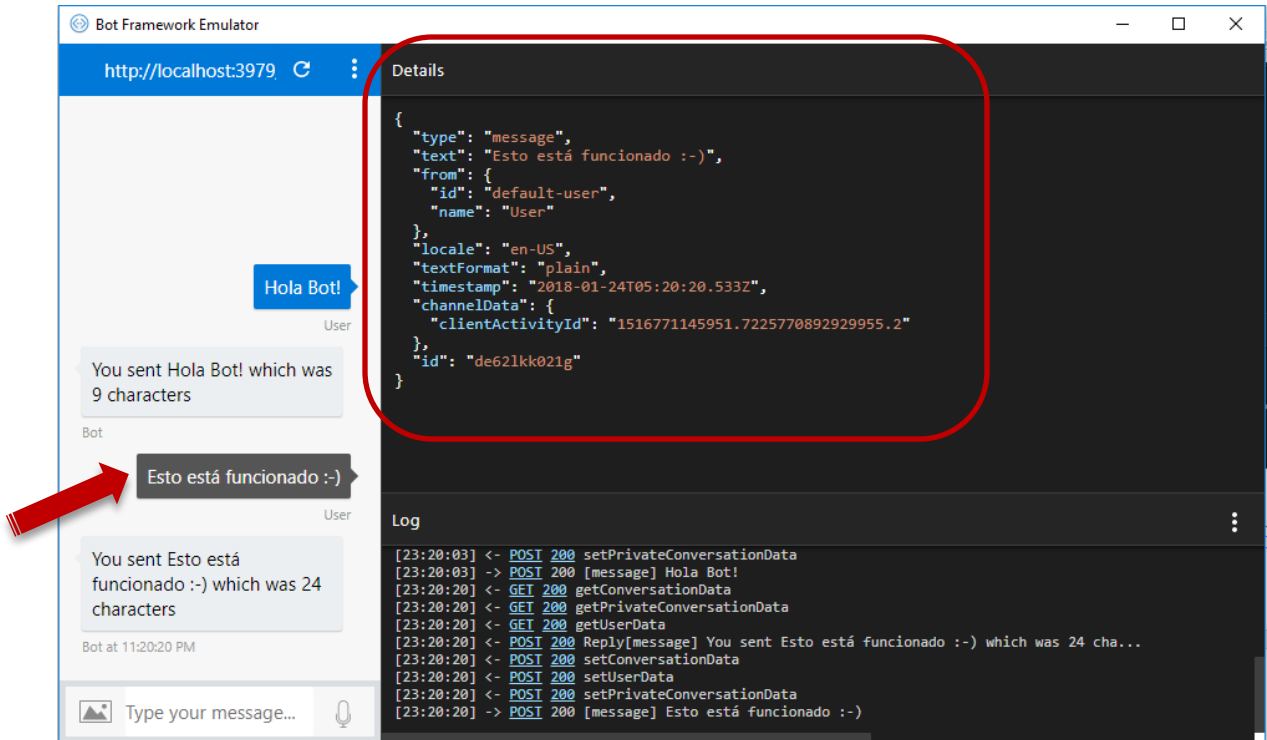 Bot Framework Emulator
http://localhost:3979
Hola Bot!
User
You sent Hola Bot! which was
9 characters
Bot
Esto está funcionado :-)
User
You sent Esto está
funcionado :-) which was 24
characters
Bot at 11:20:20 PM
Type your message...
Details
{
"type": "message",
"text": "Esto está funcionado :-)",
"from": {
"id": "default-user",
"name": "User"
},
"locale": "en-US",
"textFormat": "plain",
"timestamp": "2018-01-24T05:20:20.533Z",
"channelData": {
"clientActivityId": "1516771145951.7225770892929955.2"
},
"id": "de62lkk021g"
}
Log
[23:20:03] <- POST 200 setPrivateConversationData
[23:20:03] -> POST 200 [message] Hola Bot!
[23:20:20] <- GET 200 getConversationData
[23:20:20] <- GET 200 getPrivateConversationData
[23:20:20] <- GET 200 getUserData
[23:20:20] <- POST 200 Reply[message] You sent Esto está funcionado :-) which was 24 cha...
[23:20:20] <- POST 200 setConversationData
[23:20:20] <- POST 200 setUserData
[23:20:20] <- POST 200 setPrivateConversationData
[23:20:20] -> POST 200 [message] Esto está funcionado :-)